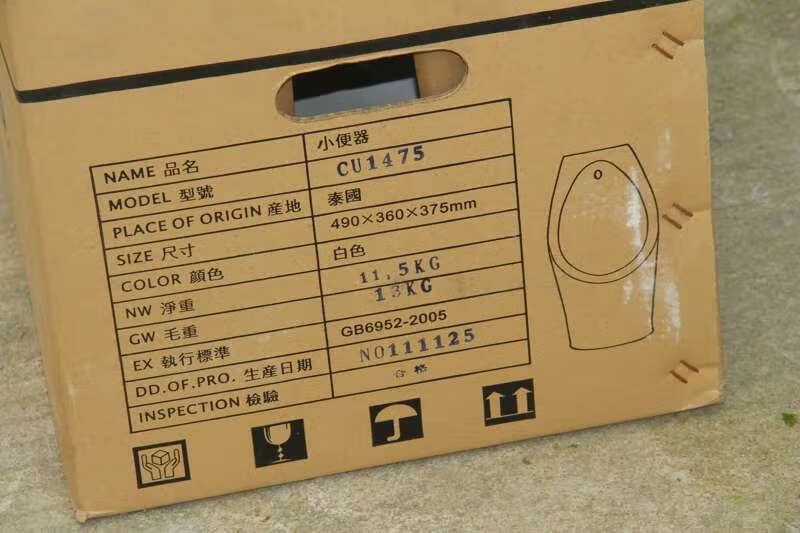 NAME 品名 小便器
MODEL 型號 CU1475
PLACE OF ORIGIN 産地 泰國
SIZE 尺寸 490×360×375mm
COLOR 顔色 白色
NW 淨重 11.5KG
GW 毛重 13KG
EX 執行標準 GB6952-2005
DD.OF.PRO. 生産日期 NO111125
INSPECTION 檢驗 合格